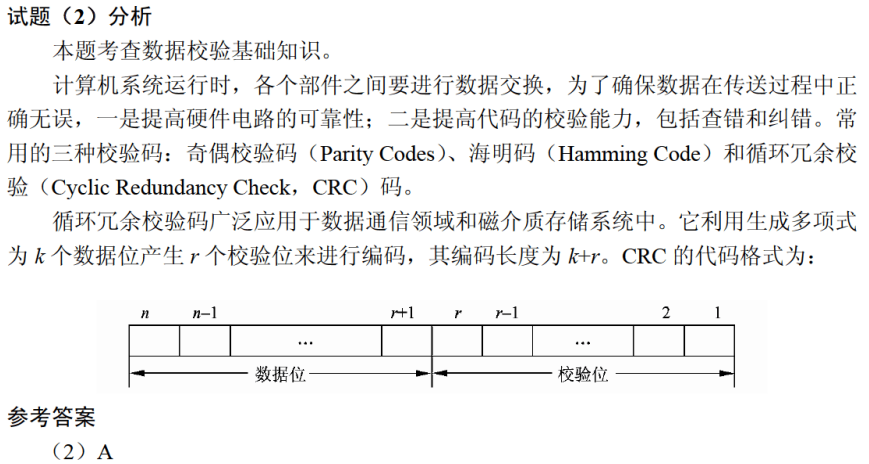 试题（2）分析
本题考查数据校验基础知识。
计算机系统运行时，各个部件之间要进行数据交换，为了确保数据在传送过程中正
确无误，一是提高硬件电路的可靠性；二是提高代码的校验能力，包括查错和纠错。常
用的三种校验码：奇偶校验码（Parity Codes）、海明码（Hamming Code）和循环冗余校
验（Cyclic Redundancy Check，CRC）码。
循环冗余校验码广泛应用于数据通信领域和磁介质存储系统中。它利用生成多项式
为 k 个数据位产生 r 个校验位来进行编码，其编码长度为 k+r。CRC 的代码格式为：
n n–1 r+1 r r–1 2 1
... ...
数据位 校验位
参考答案
（2）A